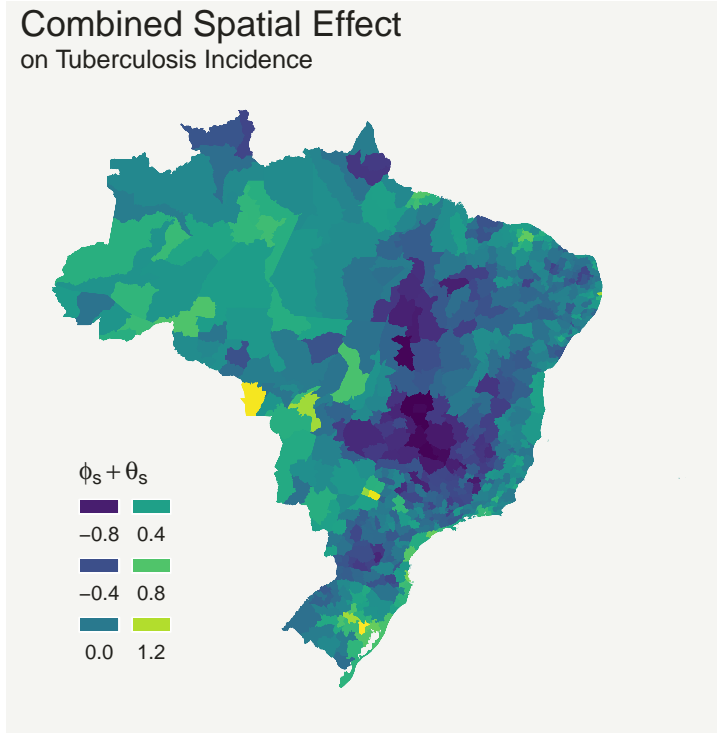 Combined Spatial Effect
on Tuberculosis Incidence
ϕs + θs
−0.8 0.4
−0.4 0.8
0.0 1.2